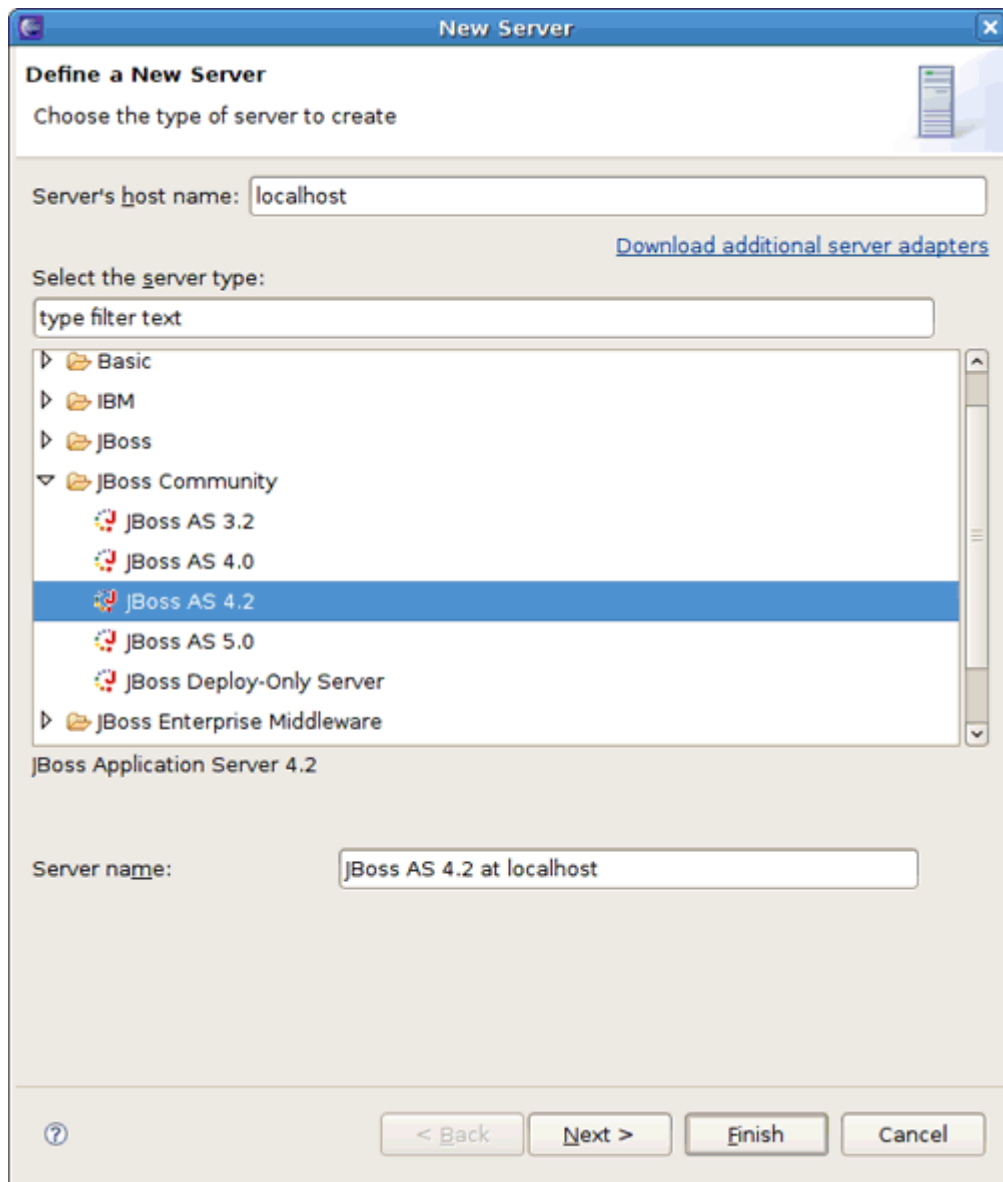 New Server
Define a New Server
Choose the type of server to create
Server's host name: localhost
Download additional server adapters
Select the server type:
type filter text
Basic
IBM
JBoss
JBoss Community
JBoss AS 3.2
JBoss AS 4.0
JBoss AS 4.2
JBoss AS 5.0
JBoss Deploy-Only Server
JBoss Enterprise Middleware
JBoss Application Server 4.2
Server name: JBoss AS 4.2 at localhost
? < Back Next > Finish Cancel